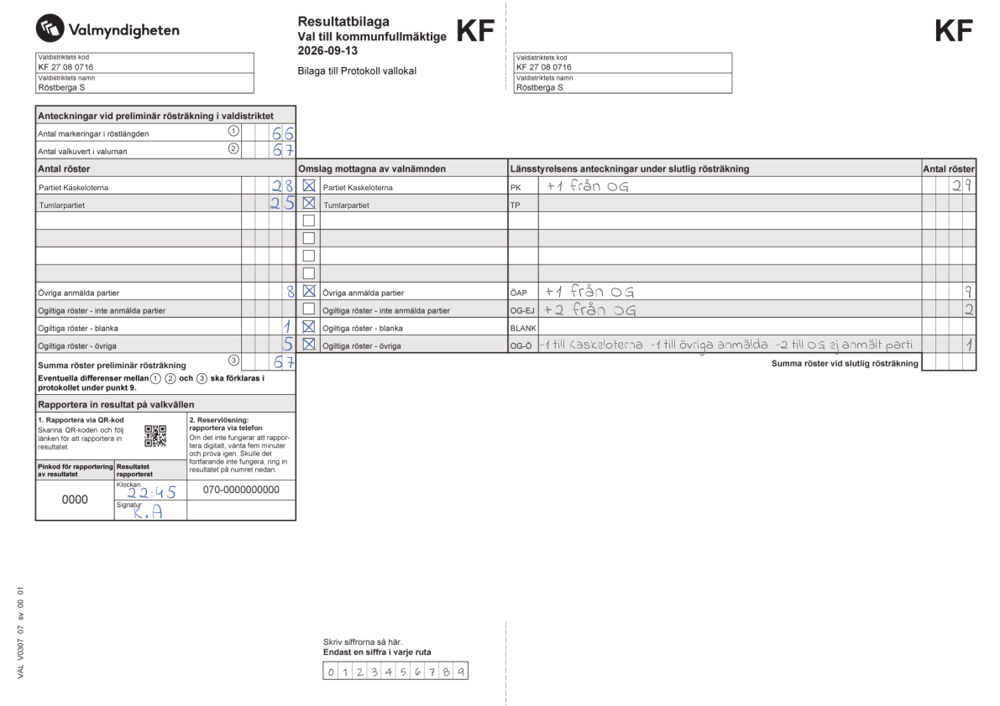 Valmyndigheten
Resultatbilaga
Val till kommunfullmäktige
2026-09-13
KF
Bilaga till Protokoll vallokal
KF
Valdistriktets kod
KF 27 08 0716
Valdistriktets namn
Röstberga S
Valdistriktets kod
KF 27 08 0716
Valdistriktets namn
Röstberga S
Anteckningar vid preliminär rösträkning i valdistriktet
Antal markeringar i röstlängden 1 66
Antal valkuvert i valurnan 2 67
Antal röster Omslag mottagna av valnämnden Länsstyrelsens anteckningar under slutlig rösträkning Antal röster
Partiet Kaskeloterna 28 Partiet Kaskeloterna PK +1 från OG 29
Tumlarpartiet 25 Tumlarpartiet TP
Övriga anmälda partier 8 Övriga anmälda partier ÖAP +1 från OG 9
Ogiltiga röster - inte anmälda partier Ogiltiga röster - inte anmälda partier OG-EJ +2 från OG 2
Ogiltiga röster - blanka 1 Ogiltiga röster - blanka BLANK
Ogiltiga röster - övriga 5 Ogiltiga röster - övriga OG-Ö -1 till Kaskeloterna -1 till övriga anmälda -2 till OG ej anmält parti 1
Summa röster preliminär rösträkning 3 67 Summa röster vid slutlig rösträkning
Eventuella differenser mellan 1 2 och 3 ska förklaras i
protokollet under punkt 9.
Rapportera in resultat på valkvällen
1. Rapportera via QR-kod
Skanna QR-koden och följ
länken för att rapportera in
resultatet.
2. Reservlösning:
rapportera via telefon
Om det inte fungerar att rappor-
tera digitalt, vänta fem minuter
och pröva igen. Skulle det
fortfarande inte fungera, ring in
resultatet på numret nedan.
Pinkod för rapportering
av resultatet
Resultatet
rapporterat
0000
Klockan
22:45
Signatur
K.A
070-0000000000
VAL V0307 07 sv 00 01
Skriv siffrorna så här.
Endast en siffra i varje ruta
0 1 2 3 4 5 6 7 8 9